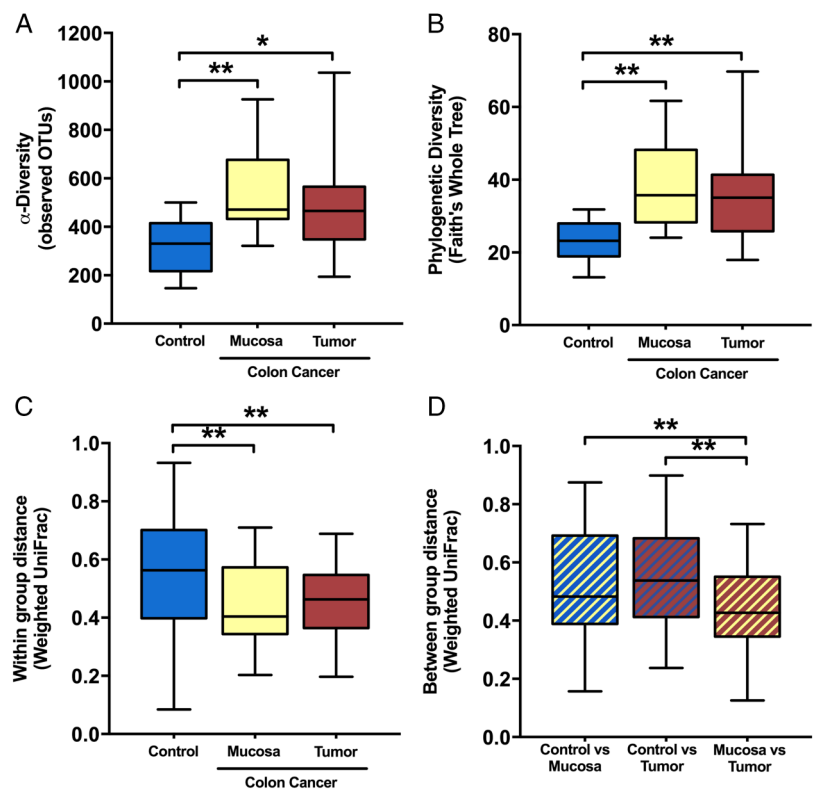 A
α-Diversity
(observed OTUs)
1200
1000
800
600
400
200
0
*
**
Control
Mucosa
Tumor
Colon Cancer
B
Phylogenetic Diversity
(Faith's Whole Tree)
80
60
40
20
0
**
**
Control
Mucosa
Tumor
Colon Cancer
C
Within group distance
(Weighted UniFrac)
1.0
0.8
0.6
0.4
0.2
0.0
**
**
Control
Mucosa
Tumor
Colon Cancer
D
Between group distance
(Weighted UniFrac)
1.0
0.8
0.6
0.4
0.2
0.0
**
**
Control vs
Mucosa
Control vs
Tumor
Mucosa vs
Tumor